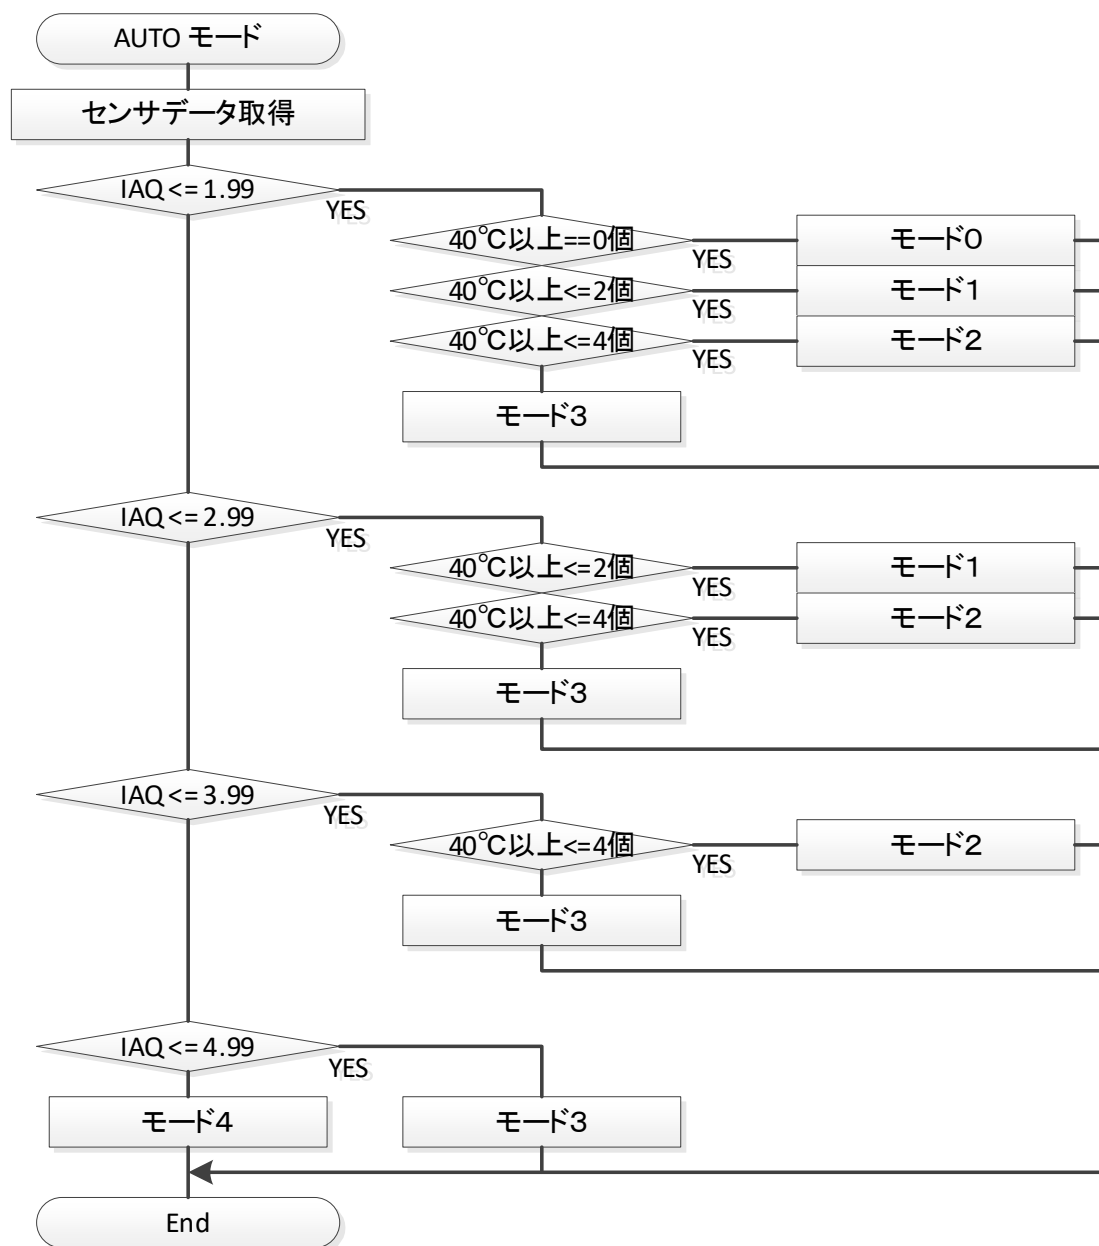 AUTO モード
センサデータ取得
IAQ<=1.99
YES
40℃以上==0個
YES
モード0
40℃以上<=2個
YES
モード1
40℃以上<=4個
YES
モード2
モード3
IAQ<=2.99
YES
40℃以上<=2個
YES
モード1
40℃以上<=4個
YES
モード2
モード3
IAQ<=3.99
YES
40℃以上<=4個
YES
モード2
モード3
IAQ<=4.99
YES
モード4
モード3
End